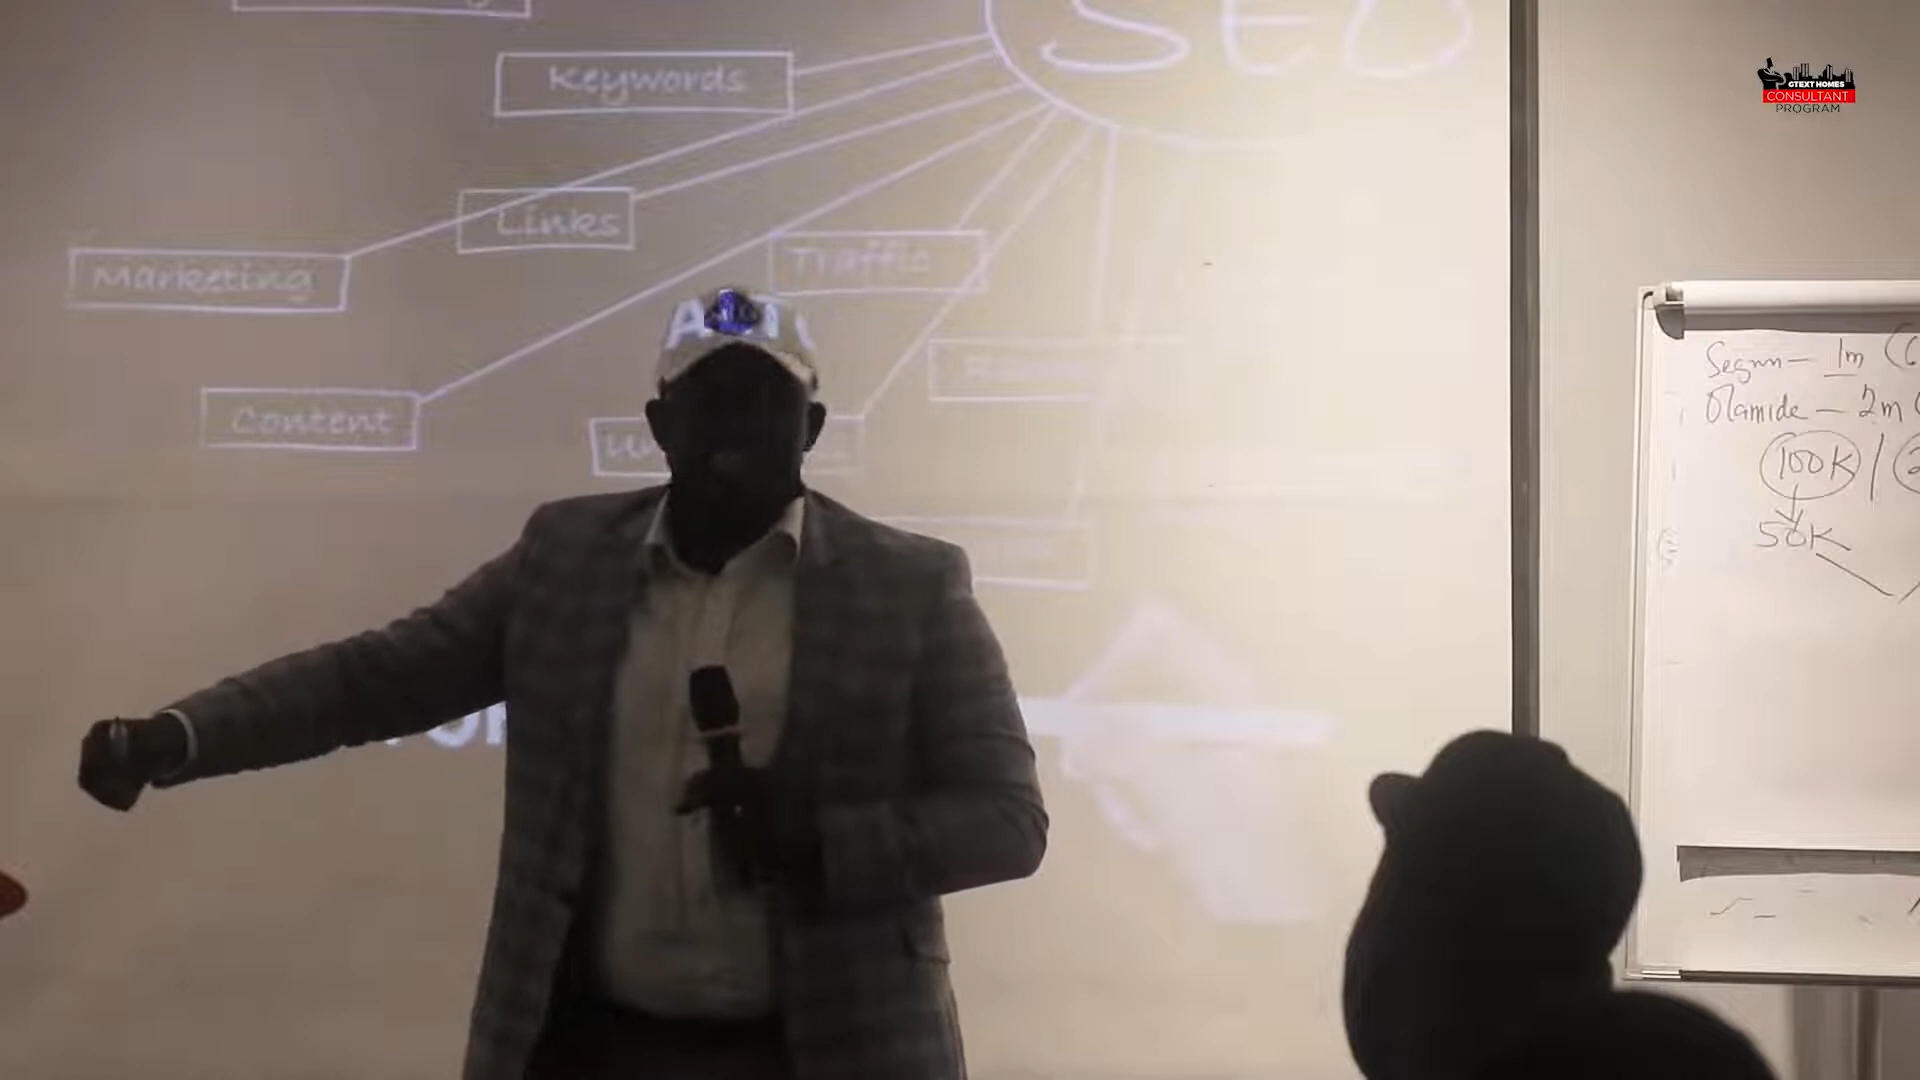 SEO
Keywords
Links
Marketing
Traffic
Content
GTEXT HOMES
CONSULTANT
PROGRAM
Segun - 1m
Olamide - 2m
100K /
50K